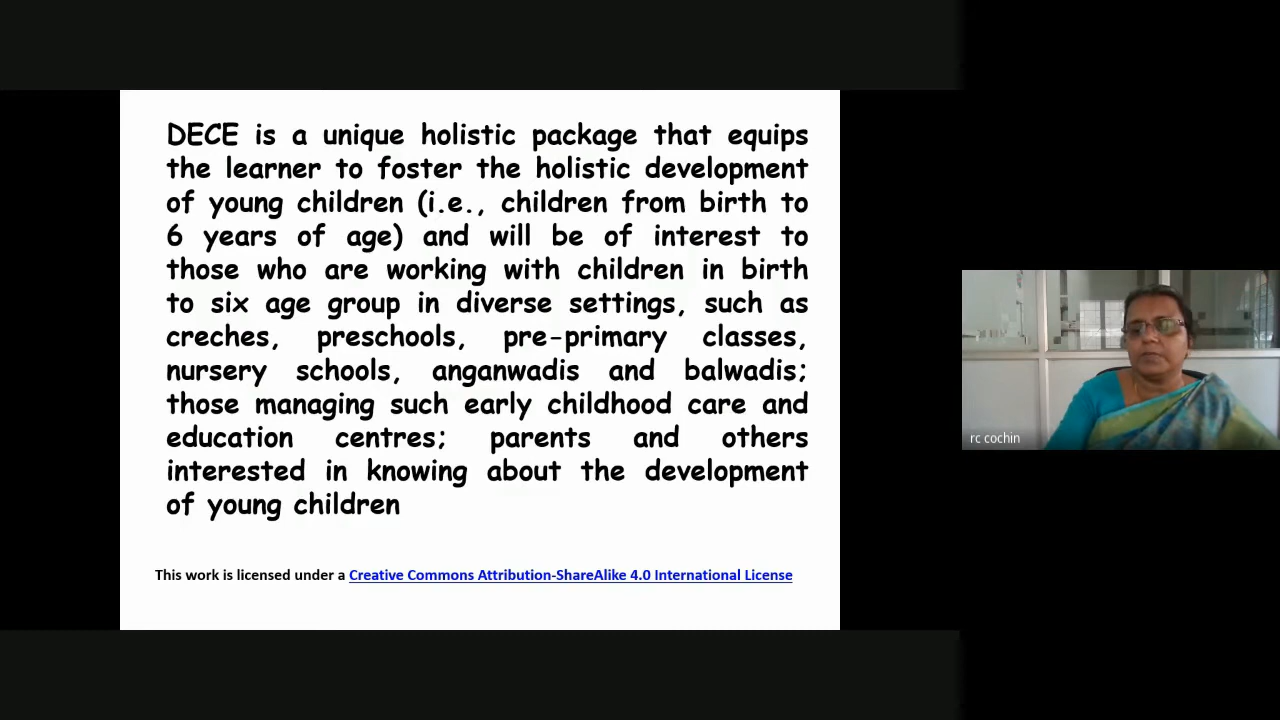 DECE is a unique holistic package that equips
the learner to foster the holistic development
of young children (i.e., children from birth to
6 years of age) and will be of interest to
those who are working with children in birth
to six age group in diverse settings, such as
creches, preschools, pre-primary classes,
nursery schools, anganwadis and balwadis;
those managing such early childhood care and
education centres; parents and others
interested in knowing about the development
of young children
This work is licensed under a Creative Commons Attribution-ShareAlike 4.0 International License
rc cochin